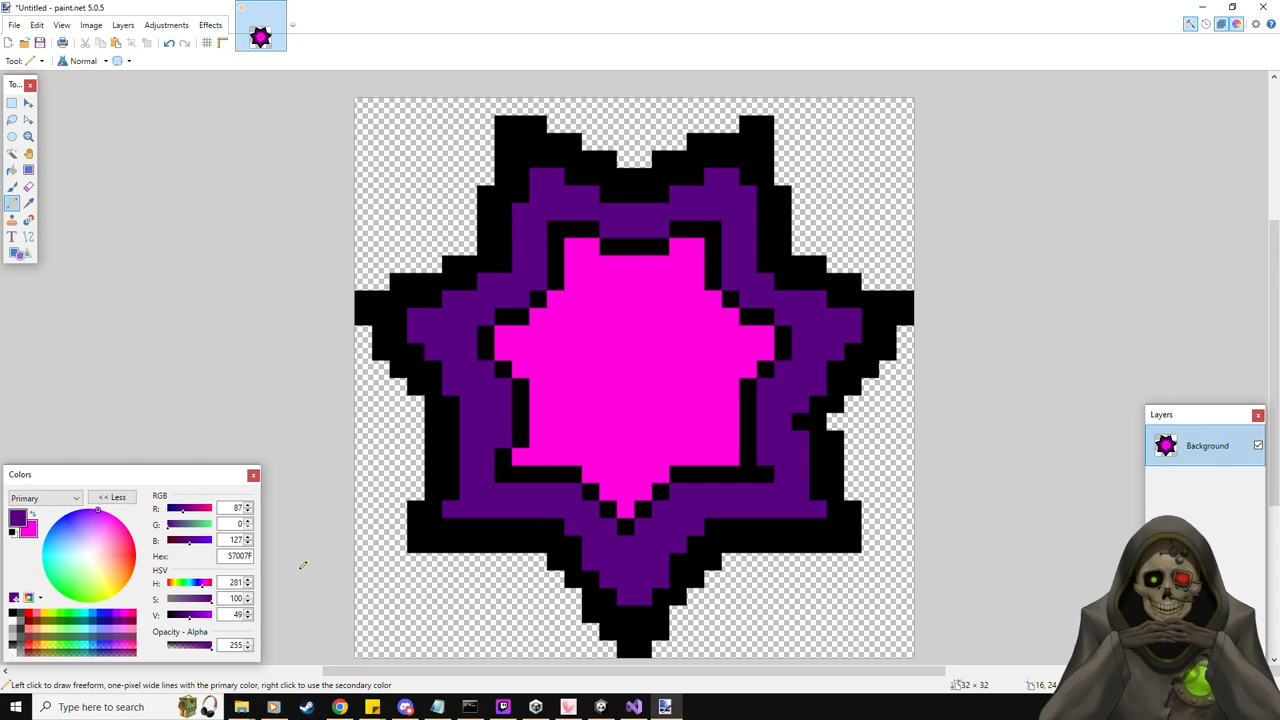 *Untitled - paint.net 5.0.5
File Edit View Image Layers Adjustments Effects
Tool: Normal
To...
Layers
Background
Colors
Primary << Less
RGB
R: 87
G: 0
B: 127
Hex: 57007F
HSV
H: 281
S: 100
V: 49
Opacity - Alpha
255
Left click to draw freeform, one-pixel wide lines with the primary color, right click to use the secondary color
32 × 32
16, 24
Type here to search